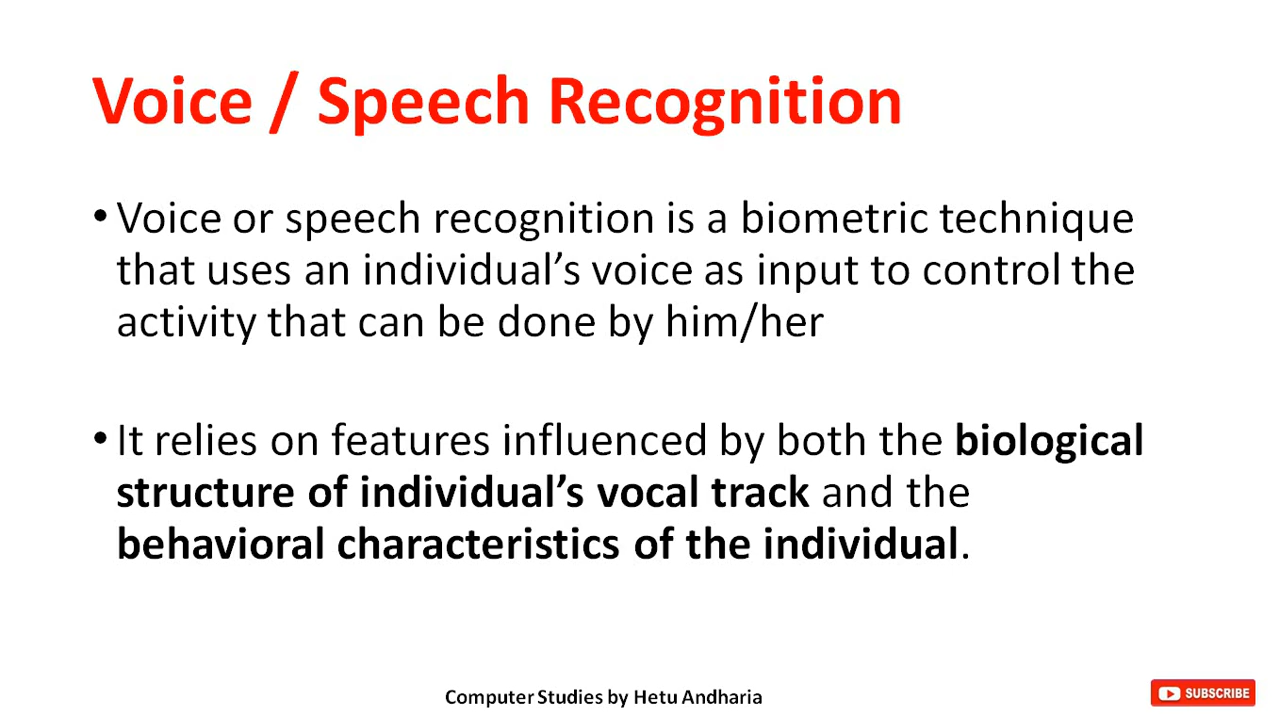 Voice / Speech Recognition
• Voice or speech recognition is a biometric technique
that uses an individual’s voice as input to control the
activity that can be done by him/her
• It relies on features influenced by both the biological
structure of individual’s vocal track and the
behavioral characteristics of the individual.
Computer Studies by Hetu Andharia
SUBSCRIBE